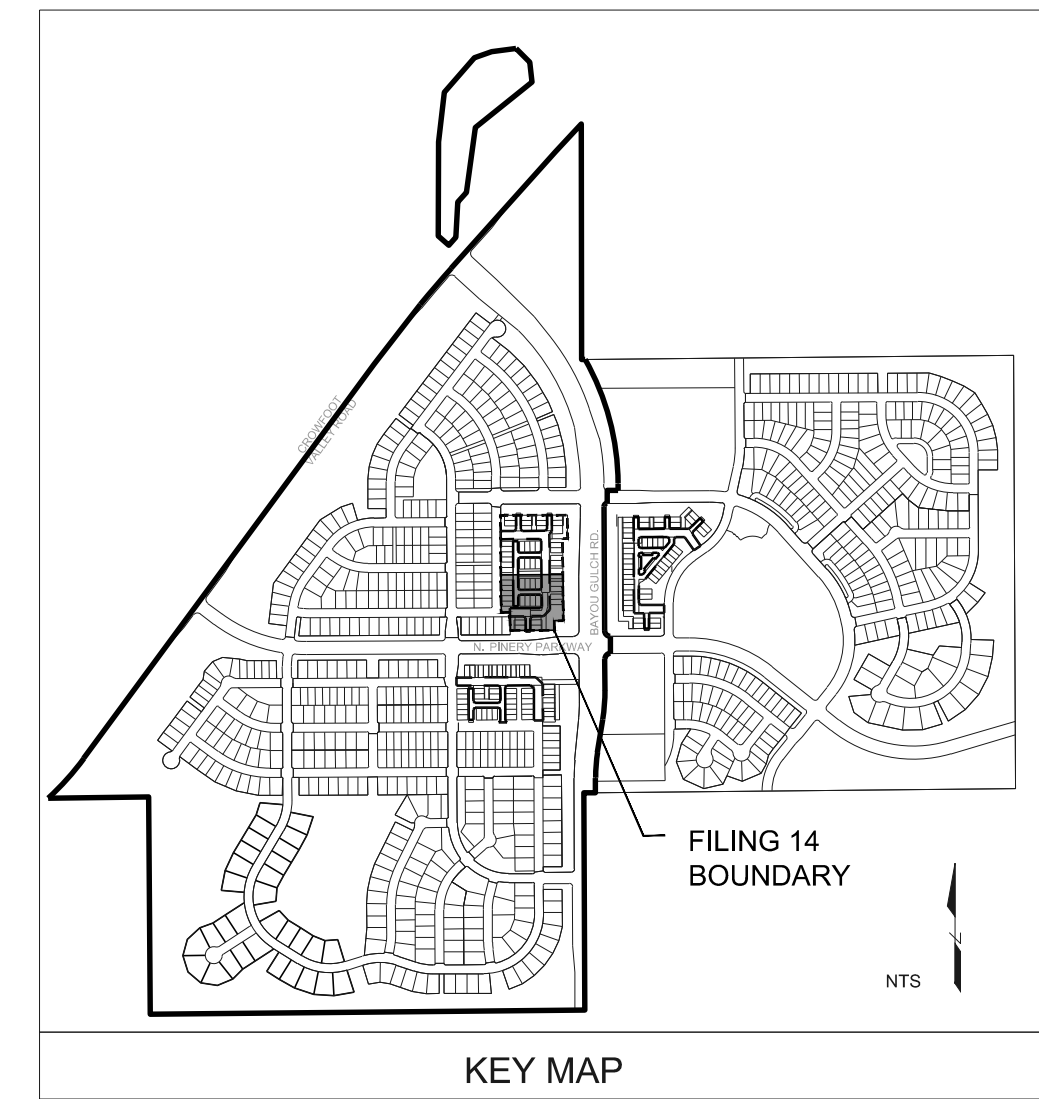 CROWFOOT
VALLEY ROAD
BAYOU GULCH RD.
N. PINERY PARKWAY
FILING 14
BOUNDARY
NTS
KEY MAP